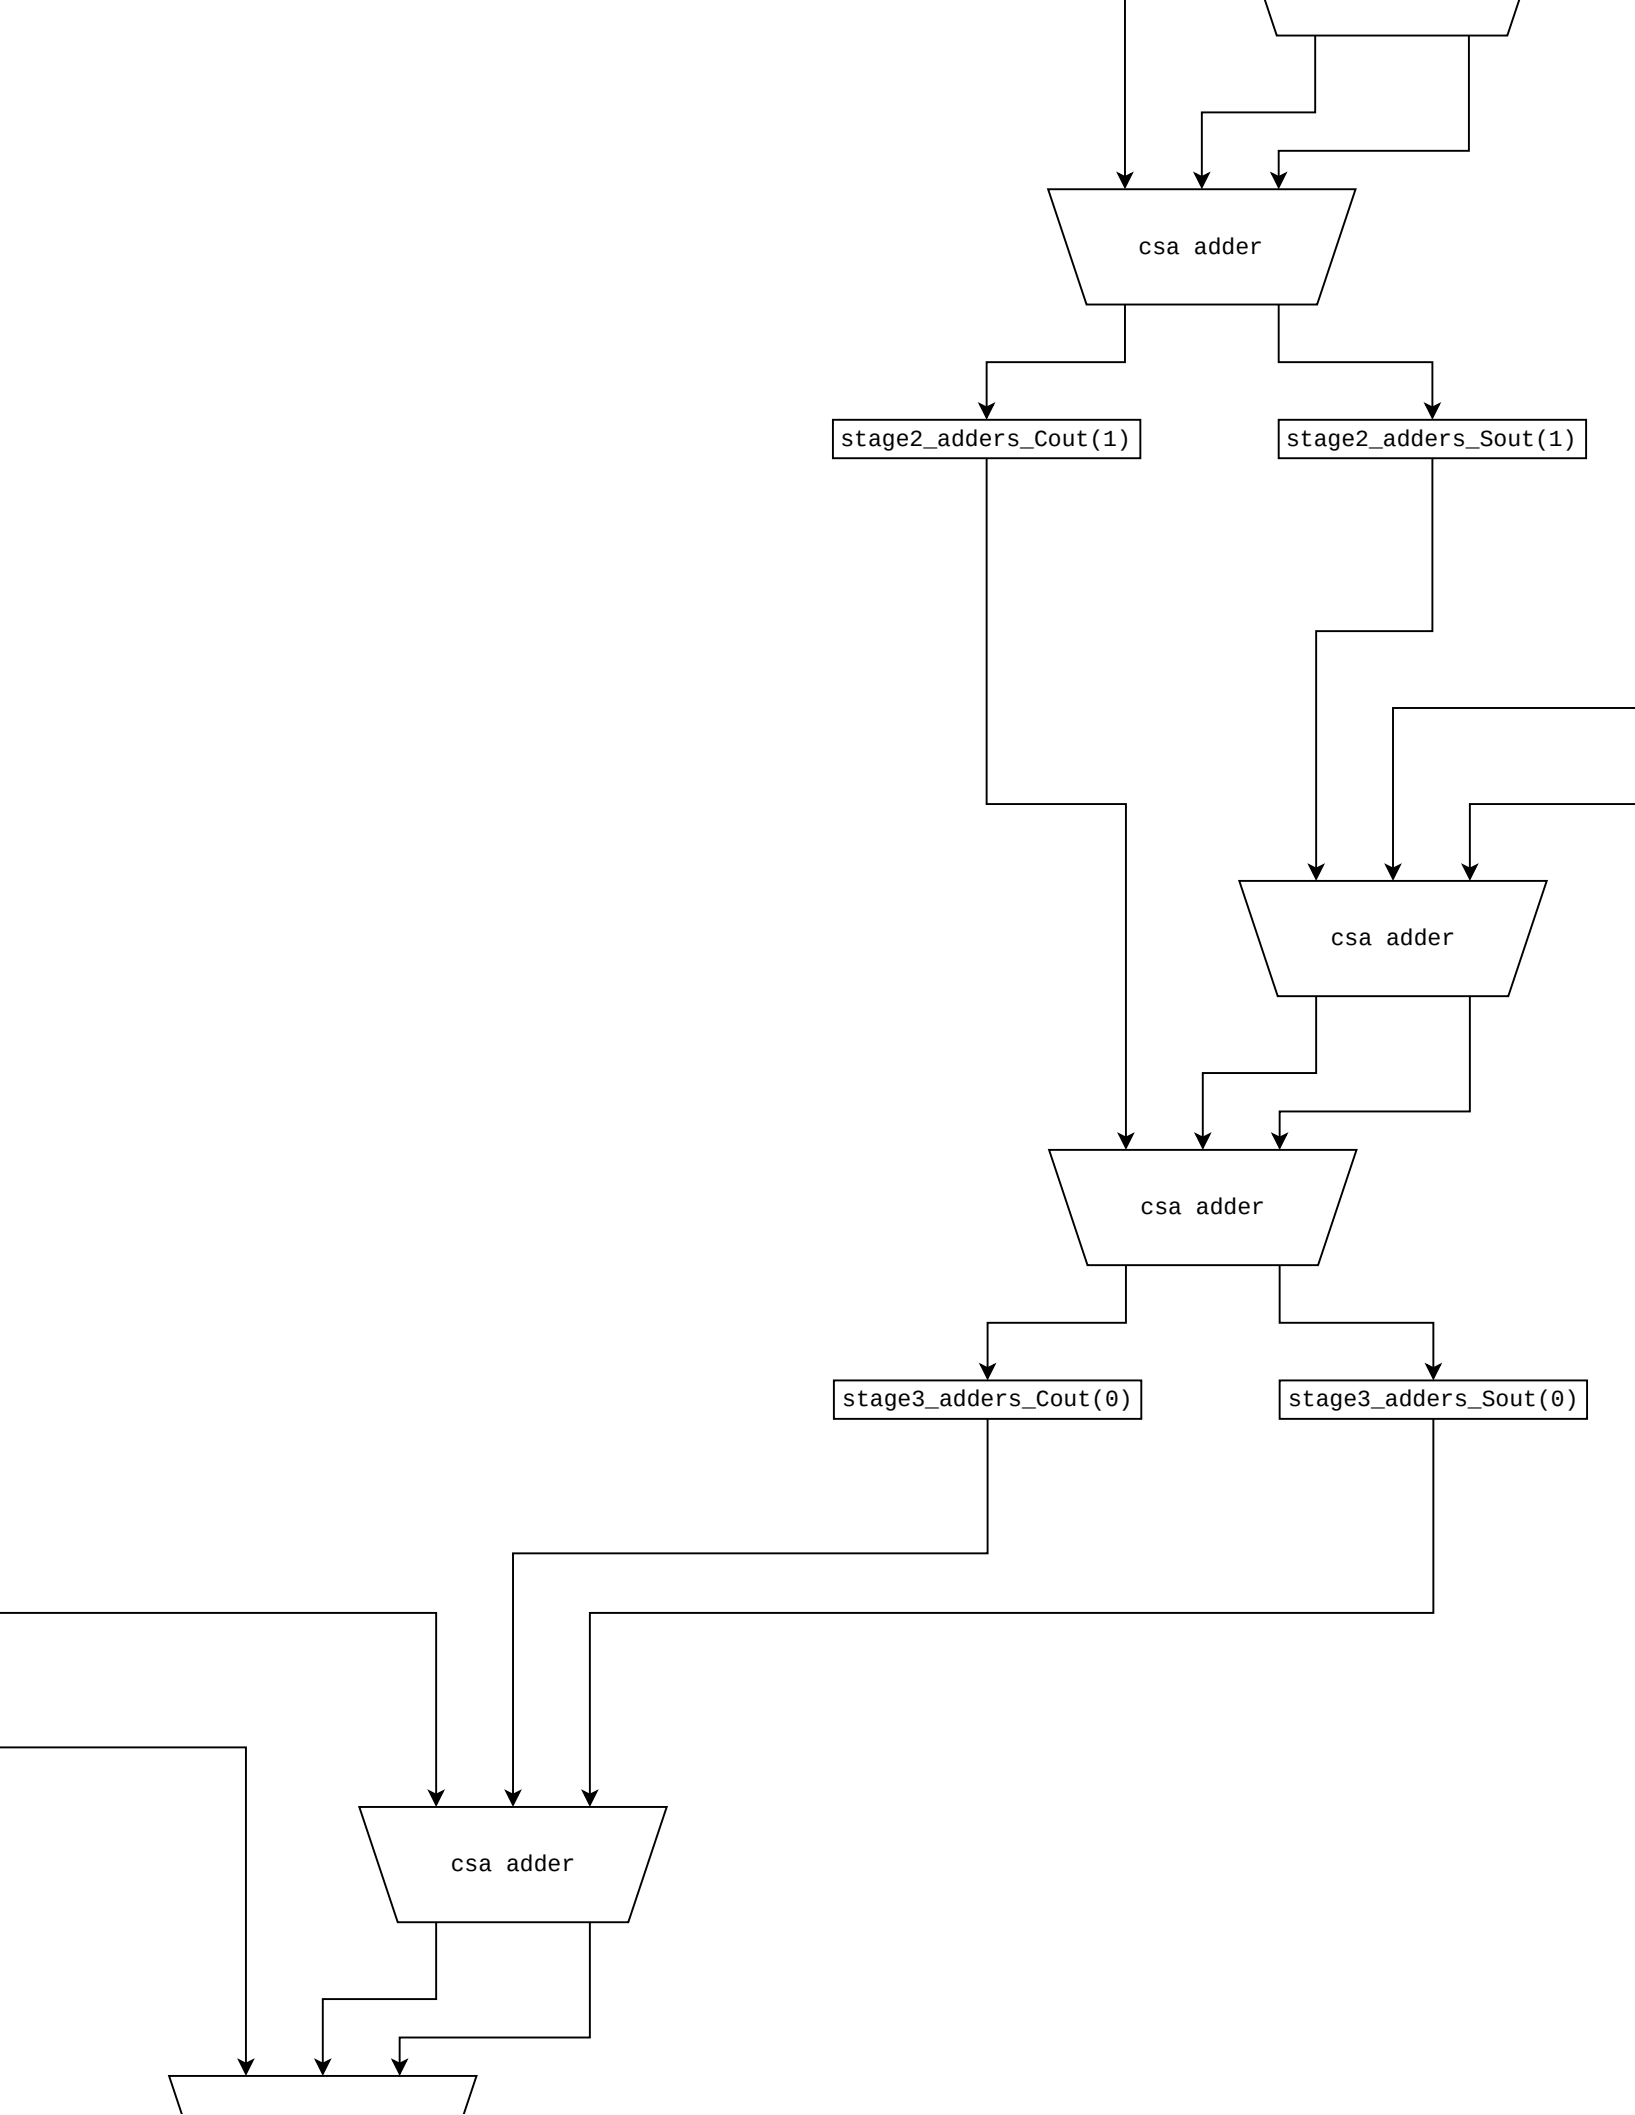 csa adder
stage2_adders_Cout(1)
stage2_adders_Sout(1)
csa adder
csa adder
stage3_adders_Cout(0)
stage3_adders_Sout(0)
csa adder